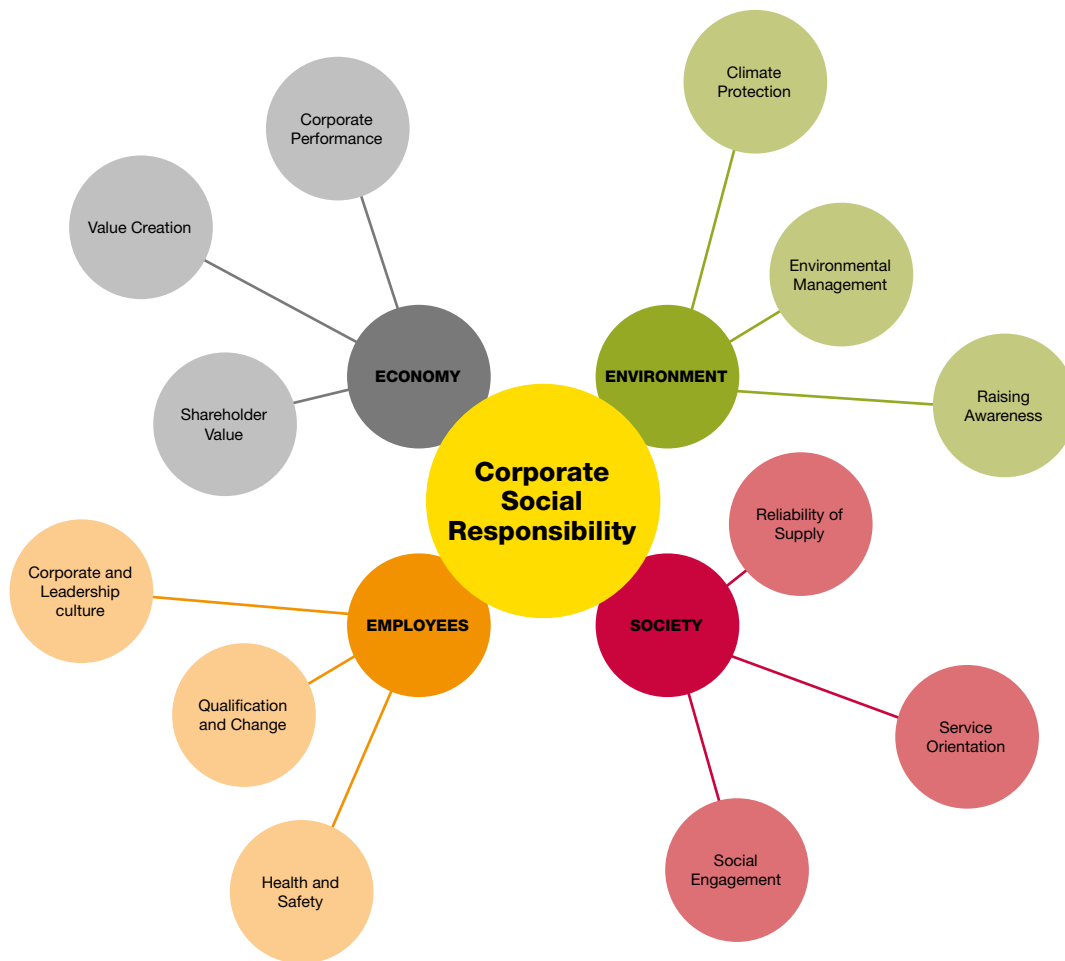 Climate
Protection
Corporate
Performance
Value Creation
Environmental
Management
ECONOMY
ENVIRONMENT
Raising
Awareness
Shareholder
Value
Corporate
Social
Responsibility
Reliability of
Supply
Corporate and
Leadership
culture
EMPLOYEES
SOCIETY
Qualification
and Change
Service
Orientation
Social
Engagement
Health and
Safety